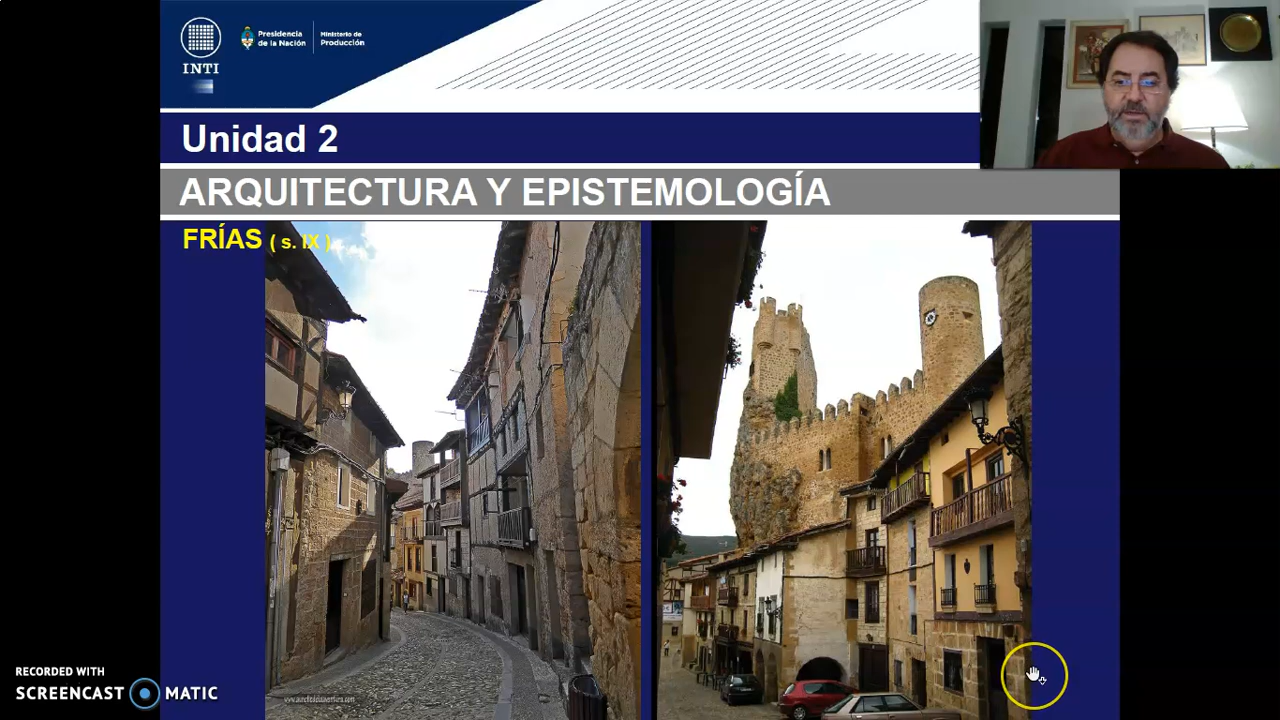 INTI
Presidencia
de la Nación
Ministerio de
Producción
Unidad 2
ARQUITECTURA Y EPISTEMOLOGÍA
FRÍAS ( s. IX )
RECORDED WITH
SCREENCAST MATIC